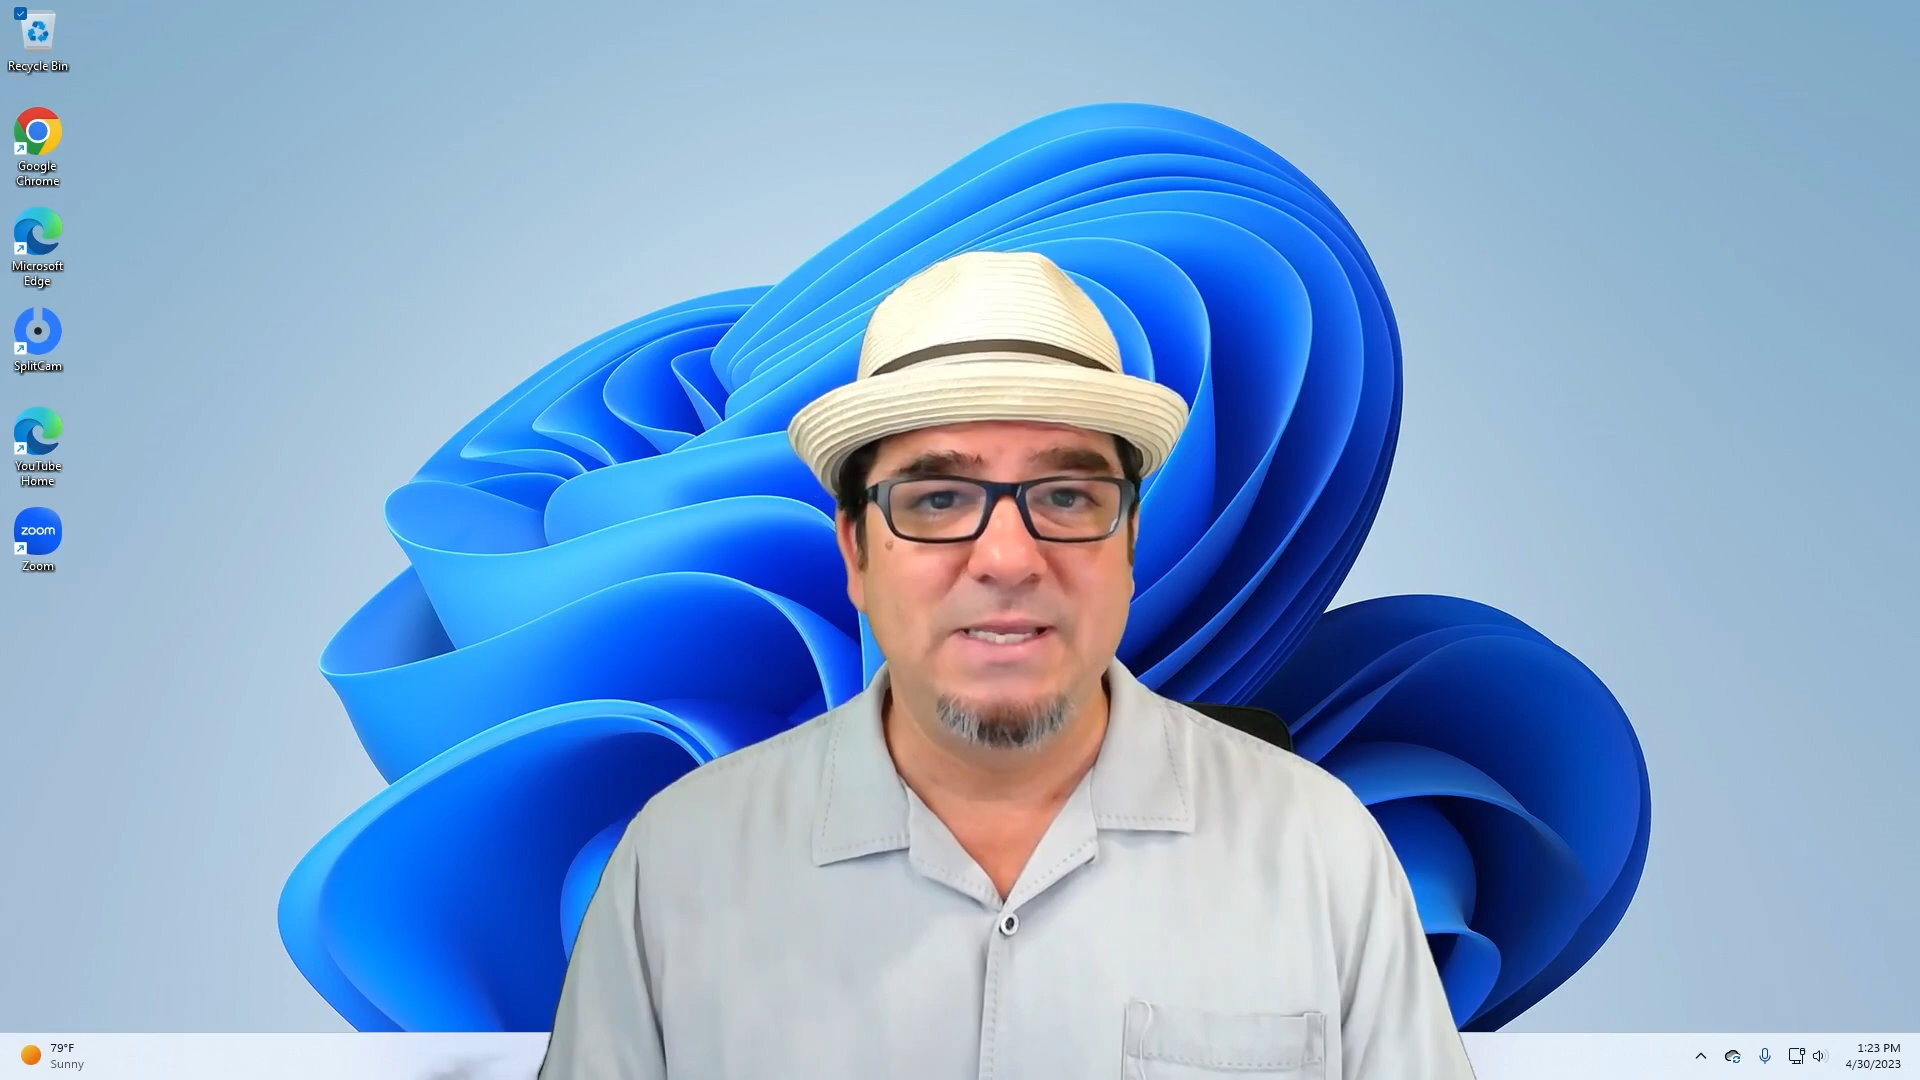 Recycle Bin
Google
Chrome
Microsoft
Edge
SplitCam
YouTube
Home
zoom
Zoom
79°F
Sunny
1:23 PM
4/30/2023